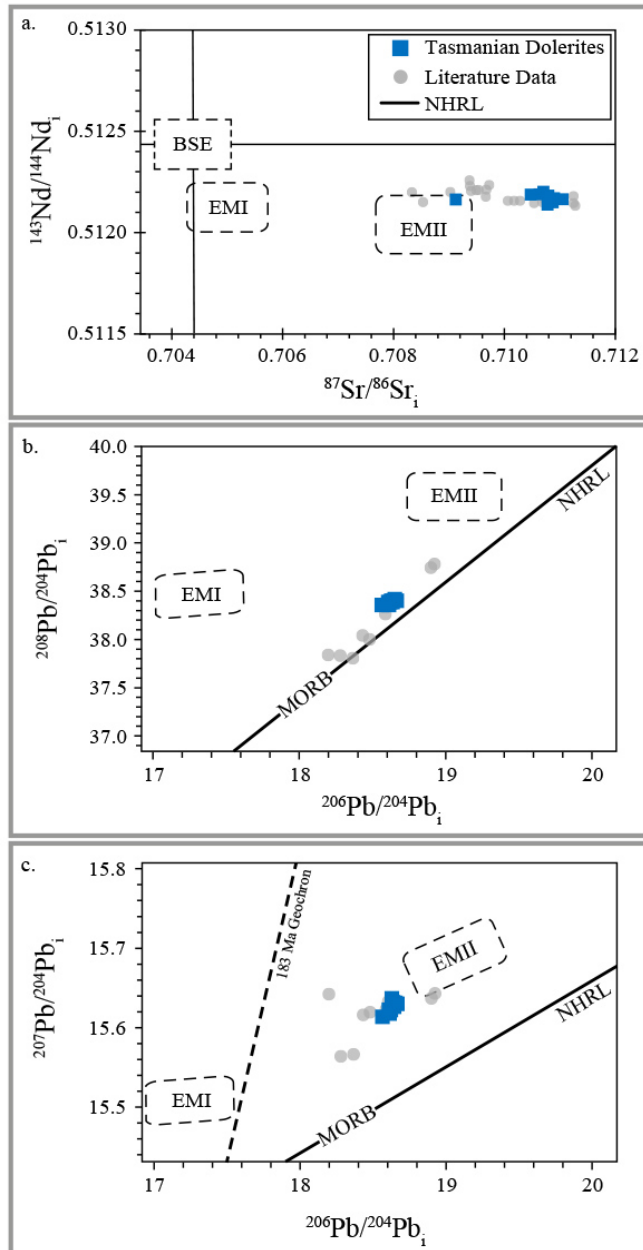 a.
0.5130
0.5125
0.5120
0.5115
¹⁴³Nd/¹⁴⁴Ndᵢ
Tasmanian Dolerites
Literature Data
NHRL
BSE
EMI
EMII
0.704
0.706
0.708
0.710
0.712
⁸⁷Sr/⁸⁶Srᵢ
b.
40.0
39.5
39.0
38.5
38.0
37.5
37.0
²⁰⁸Pb/²⁰⁴Pbᵢ
EMII
NHRL
EMI
MORB
17
18
19
20
²⁰⁶Pb/²⁰⁴Pbᵢ
c.
15.8
15.7
15.6
15.5
²⁰⁷Pb/²⁰⁴Pbᵢ
183 Ma Geochron
EMII
NHRL
EMI
MORB
17
18
19
20
²⁰⁶Pb/²⁰⁴Pbᵢ